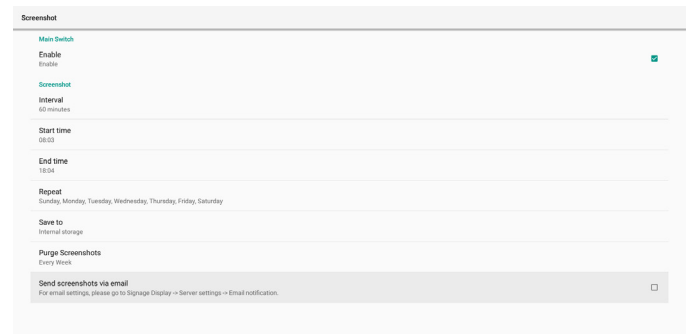 Screenshot
Main Switch
Enable
Enable
Screenshot
Interval
60 minutes
Start time
08:03
End time
18:04
Repeat
Sunday, Monday, Tuesday, Wednesday, Thursday, Friday, Saturday
Save to
Internal storage
Purge Screenshots
Every Week
Send screenshots via email
For email settings, please go to Signage Display -> Server settings -> Email notification.